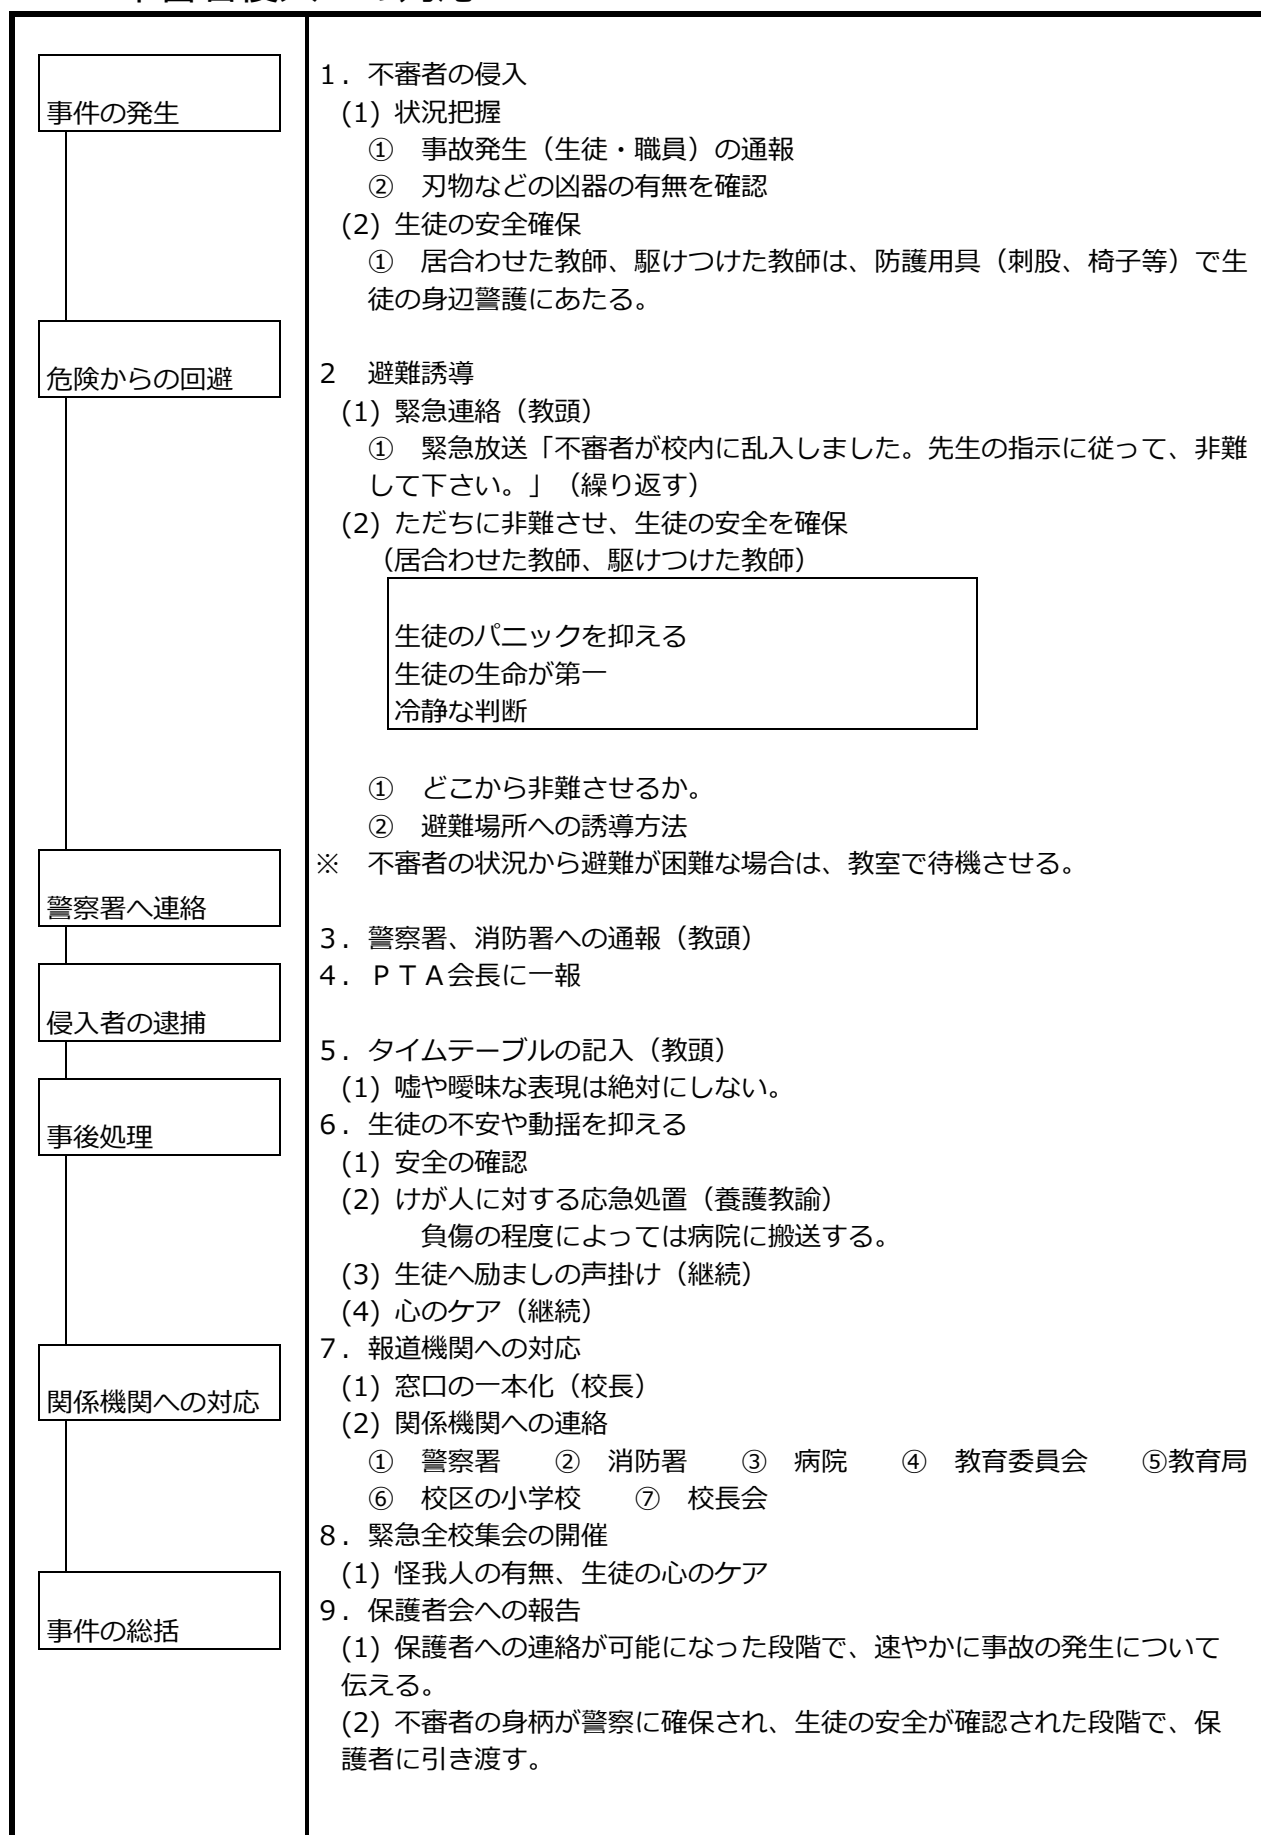 事件の発生
危険からの回避
警察署へ連絡
侵入者の逮捕
事後処理
関係機関への対応
事件の総括
１．不審者の侵入
(1) 状況把握
①　事故発生（生徒・職員）の通報
②　刃物などの凶器の有無を確認
(2) 生徒の安全確保
①　居合わせた教師、駆けつけた教師は、防護用具（刺股、椅子等）で生
徒の身辺警護にあたる。
２　避難誘導
(1) 緊急連絡（教頭）
①　緊急放送「不審者が校内に乱入しました。先生の指示に従って、非難
して下さい。」（繰り返す）
(2) ただちに非難させ、生徒の安全を確保
（居合わせた教師、駆けつけた教師）
生徒のパニックを抑える
生徒の生命が第一
冷静な判断
①　どこから非難させるか。
②　避難場所への誘導方法
※　不審者の状況から避難が困難な場合は、教室で待機させる。
３．警察署、消防署への通報（教頭）
４．ＰＴＡ会長に一報
５．タイムテーブルの記入（教頭）
(1) 嘘や曖昧な表現は絶対にしない。
６．生徒の不安や動揺を抑える
(1) 安全の確認
(2) けが人に対する応急処置（養護教諭）
負傷の程度によっては病院に搬送する。
(3) 生徒へ励ましの声掛け（継続）
(4) 心のケア（継続）
７．報道機関への対応
(1) 窓口の一本化（校長）
(2) 関係機関への連絡
①　警察署　　②　消防署　　③　病院　　④　教育委員会　　⑤教育局
⑥　校区の小学校　　⑦　校長会
８．緊急全校集会の開催
(1) 怪我人の有無、生徒の心のケア
９．保護者会への報告
(1) 保護者への連絡が可能になった段階で、速やかに事故の発生について
伝える。
(2) 不審者の身柄が警察に確保され、生徒の安全が確認された段階で、保
護者に引き渡す。